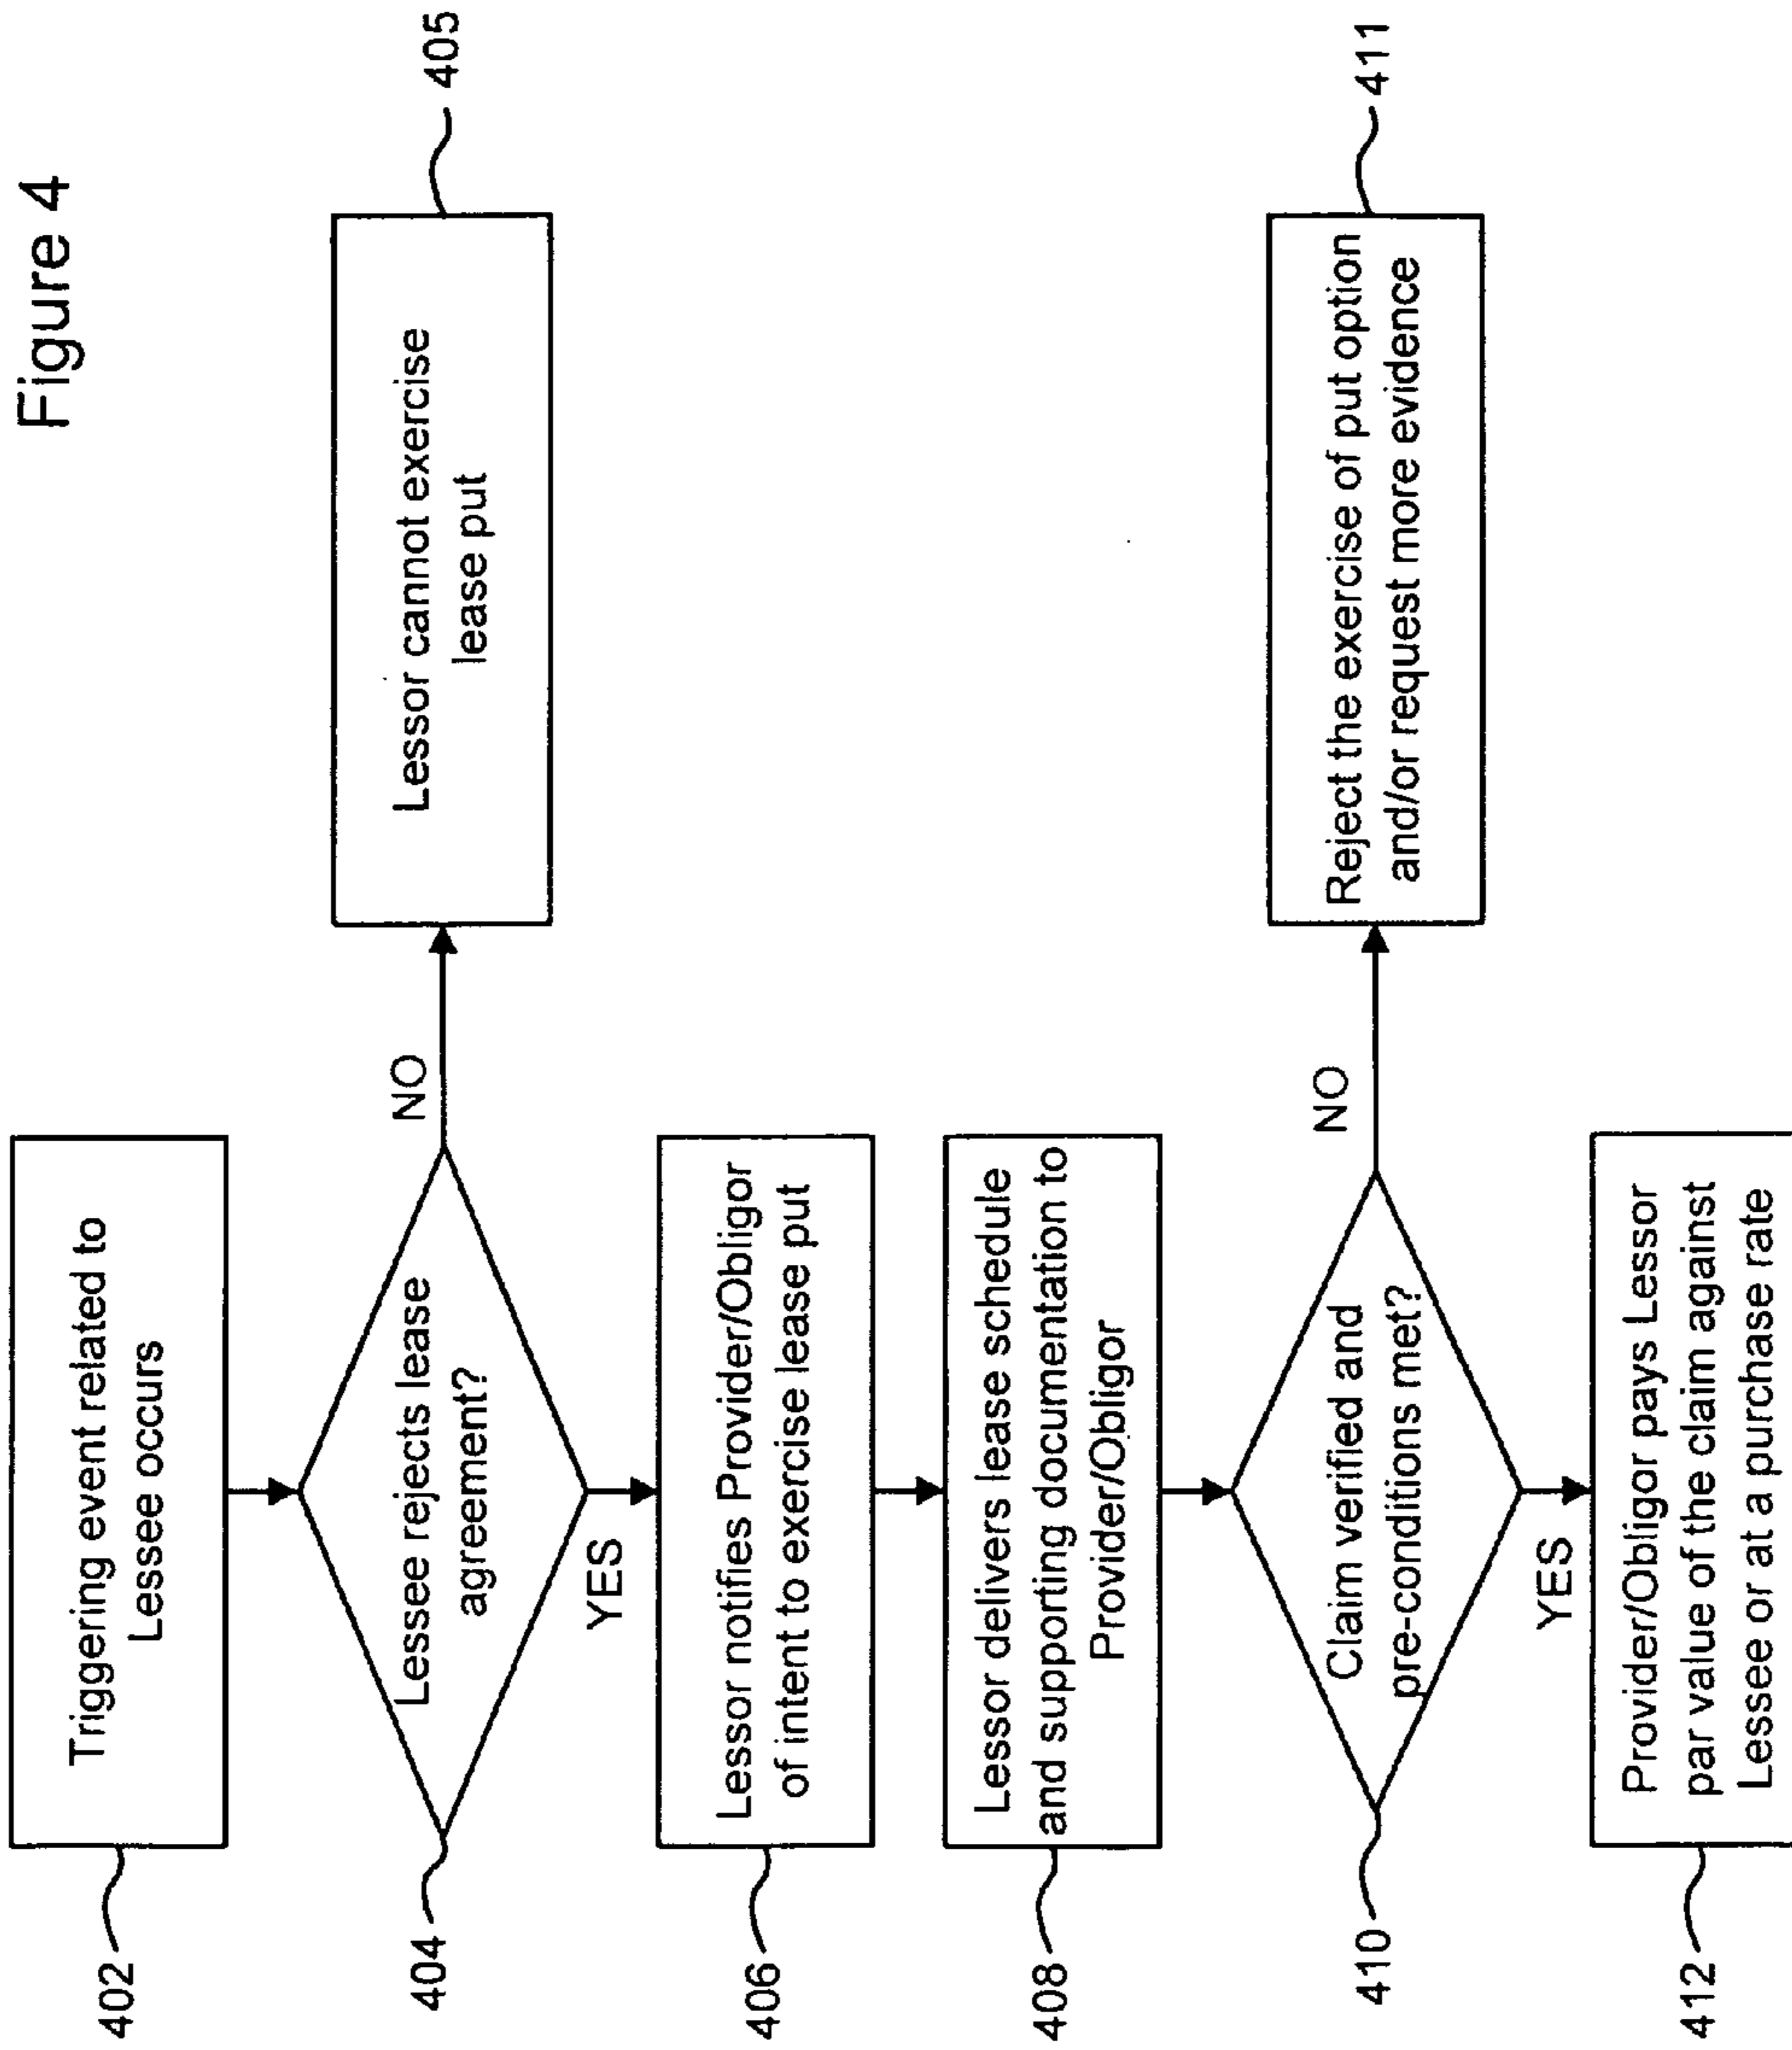 Figure 4
402
Triggering event related to
Lessee occurs
404
Lessee rejects lease
agreement?
NO
Lessor cannot exercise
lease put
405
YES
406
Lessor notifies Provider/Obligor
of intent to exercise lease put
408
Lessor delivers lease schedule
and supporting documentation to
Provider/Obligor
410
Claim verified and
pre-conditions met?
NO
Reject the exercise of put option
and/or request more evidence
411
YES
412
Provider/Obligor pays Lessor
par value of the claim against
Lessee or at a purchase rate